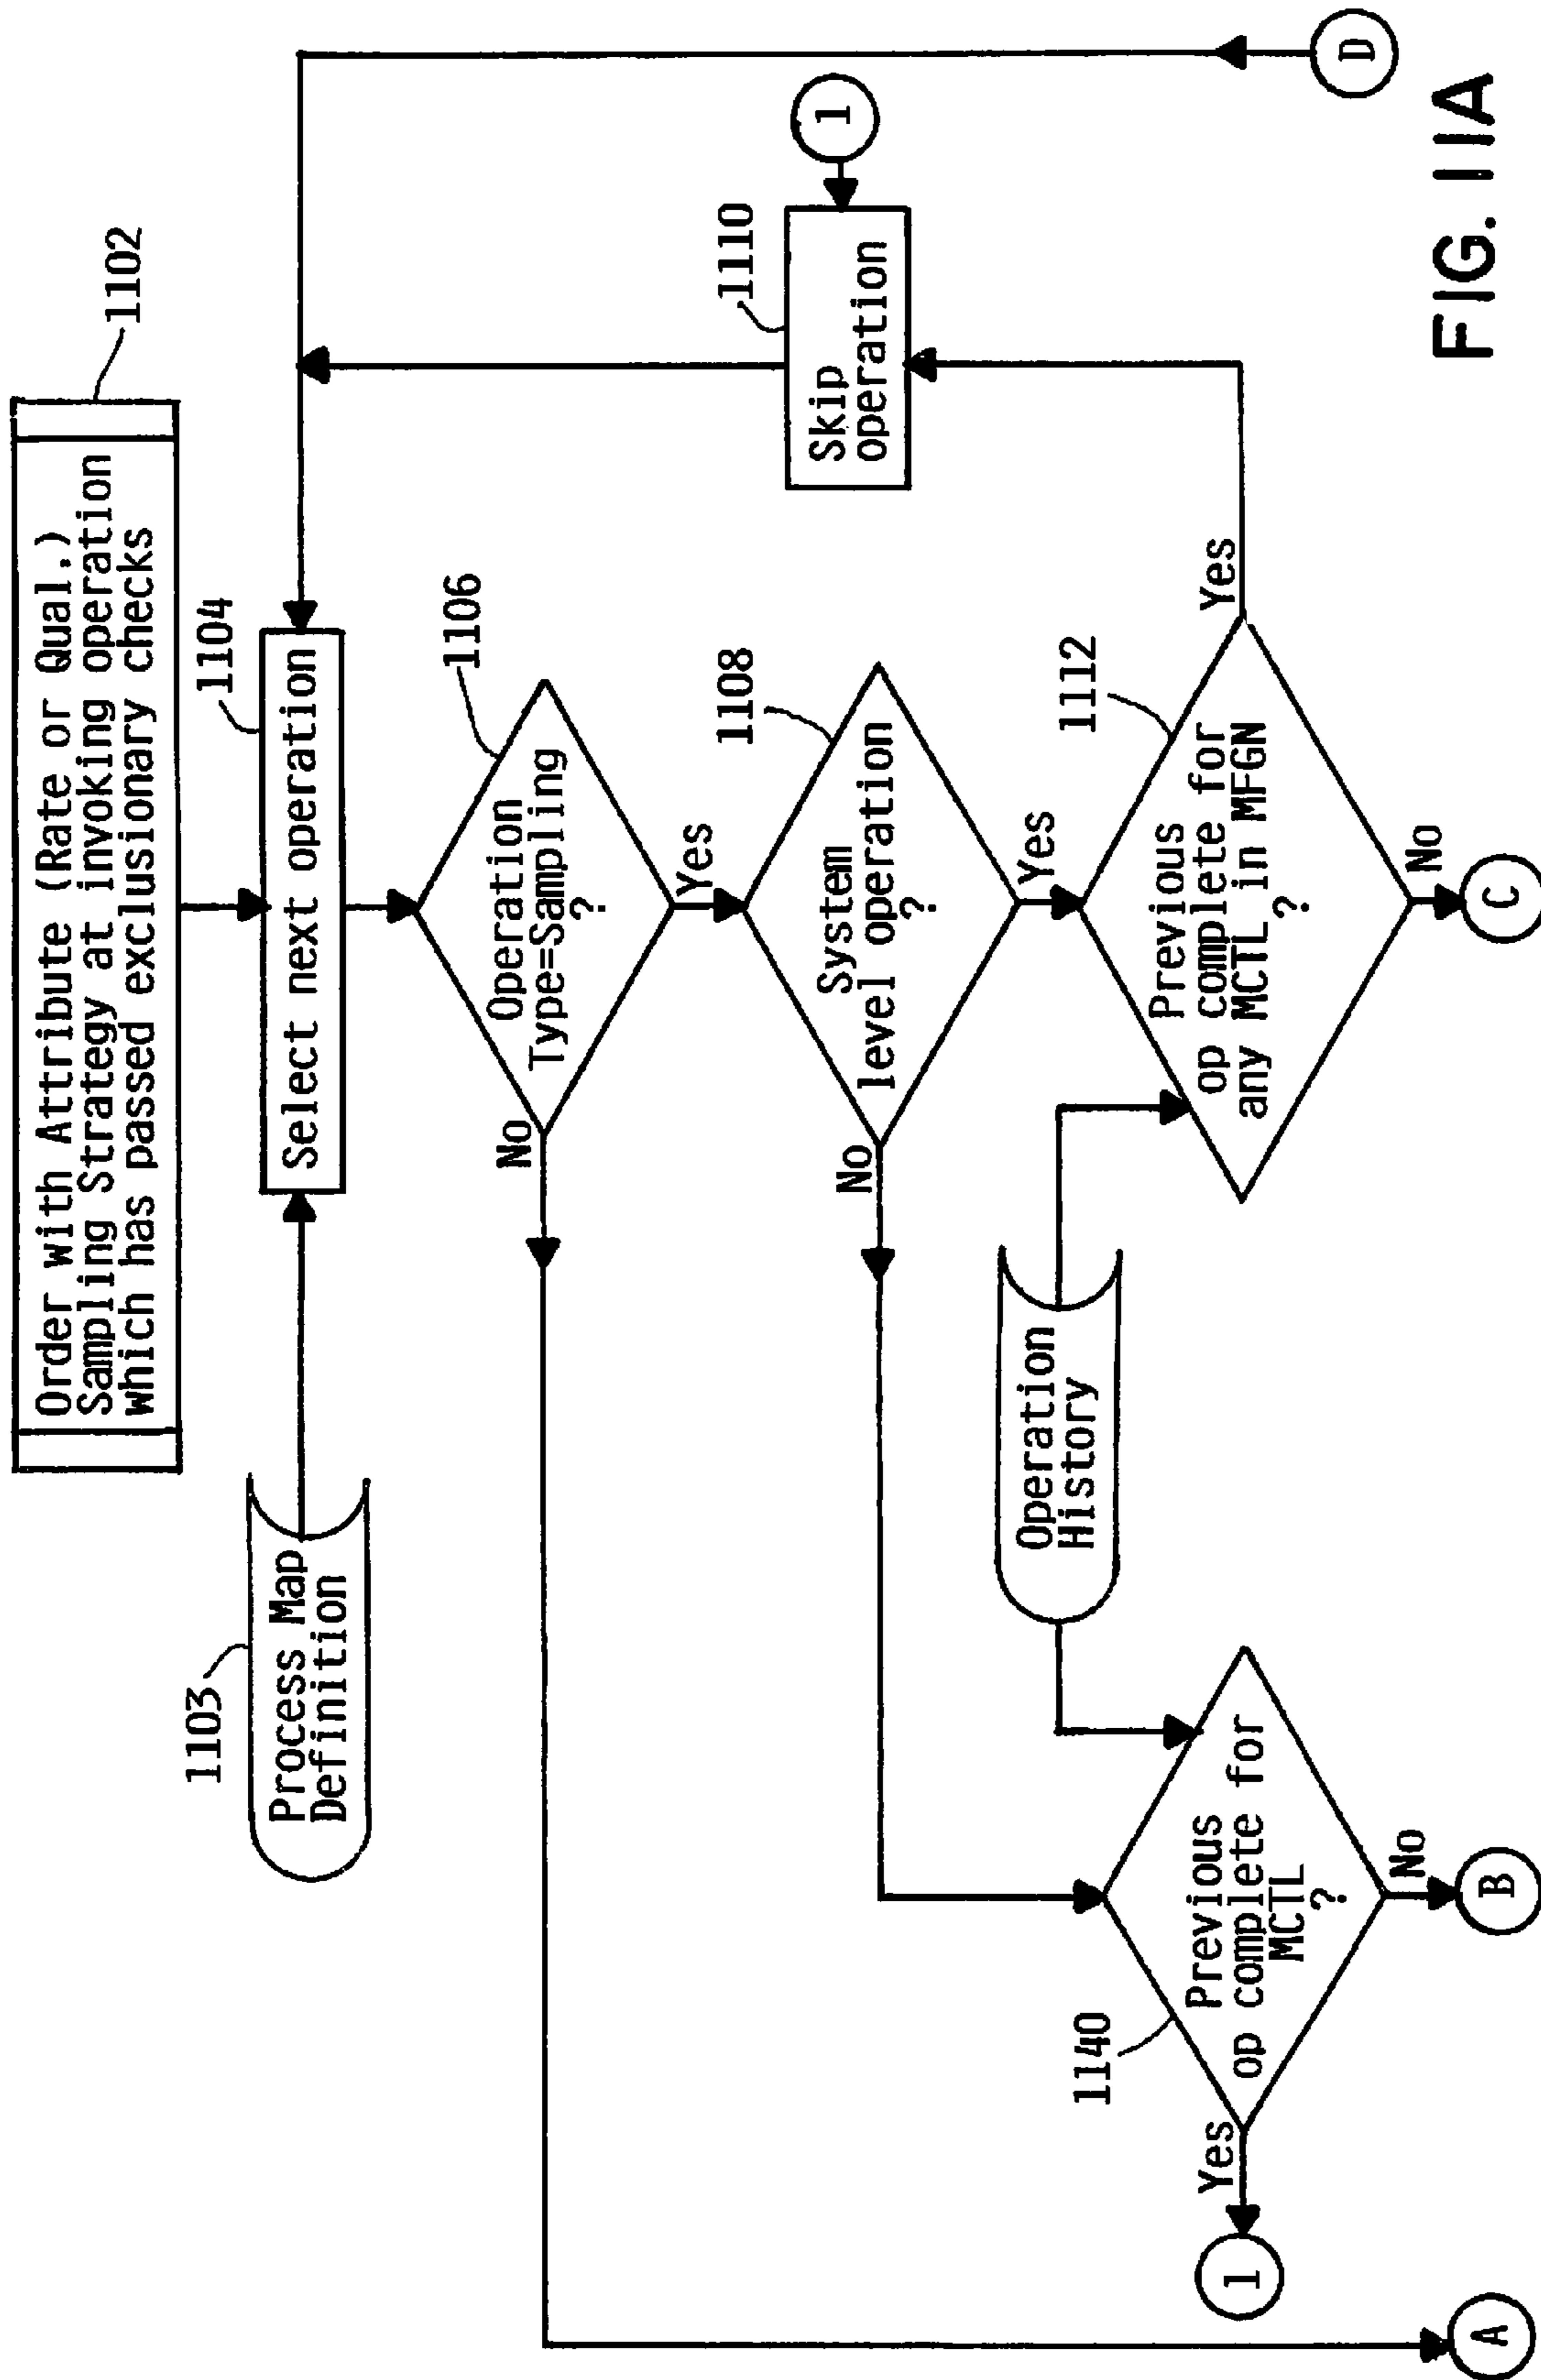 Order with Attribute (Rate or Qual.)
Sampling Strategy at invoking operation
which has passed exclusionary checks
1102
1103
Process Map
Definition
1104
Select next operation
1106
Operation
Type=Sampling
?
No
Yes
1108
System
level operation
?
No
Yes
1110
Skip
operation
1
Operation
History
1112
Previous
op complete for
any MCTL in MFGN
?
Yes
No
C
1140
Previous
op complete for
MCTL
?
Yes
1
No
B
A
D
FIG. 11A